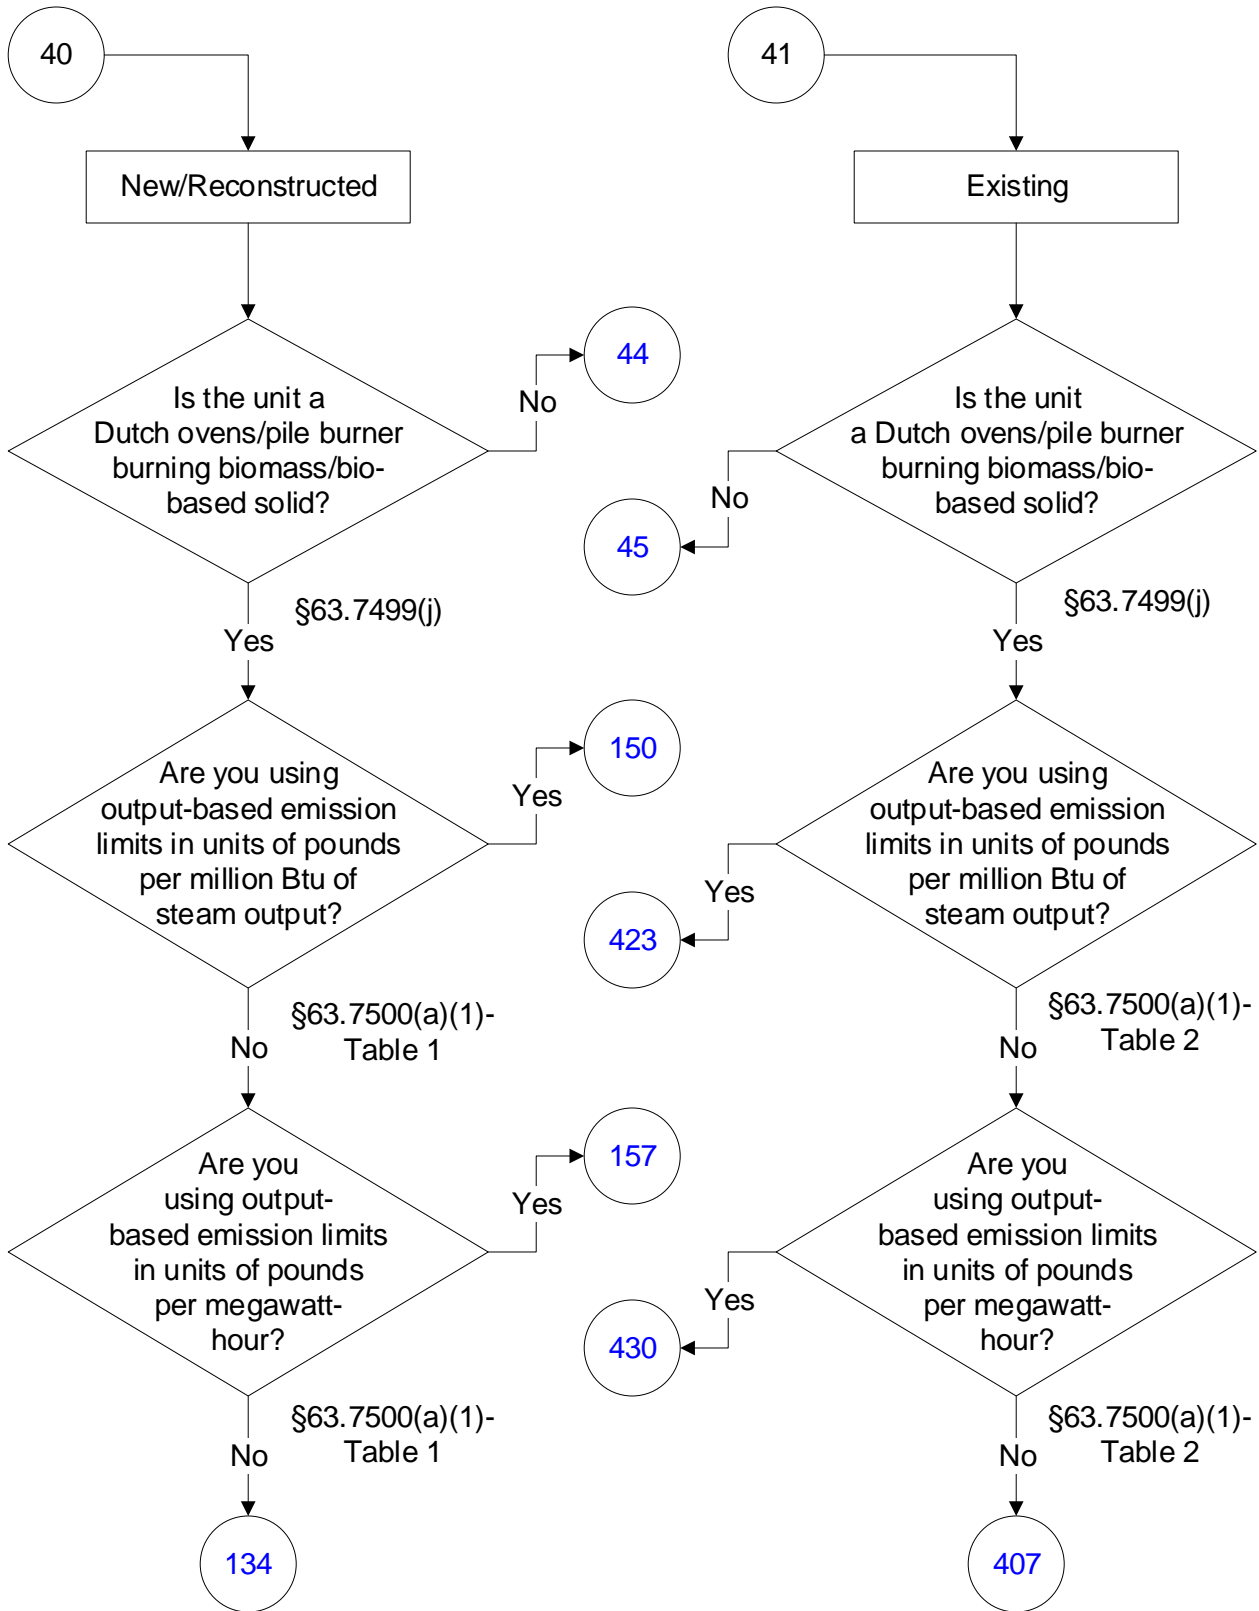 40
New/Reconstructed
Is the unit a
Dutch ovens/pile burner
burning biomass/bio-
based solid?
No
44
§63.7499(j)
Yes
Are you using
output-based emission
limits in units of pounds
per million Btu of
steam output?
Yes
150
§63.7500(a)(1)-
Table 1
No
Are you
using output-
based emission limits
in units of pounds
per megawatt-
hour?
Yes
157
§63.7500(a)(1)-
Table 1
No
134
41
Existing
Is the unit
a Dutch ovens/pile burner
burning biomass/bio-
based solid?
No
45
§63.7499(j)
Yes
Are you using
output-based emission
limits in units of pounds
per million Btu of
steam output?
Yes
423
§63.7500(a)(1)-
Table 2
No
Are you
using output-
based emission limits
in units of pounds
per megawatt-
hour?
Yes
430
§63.7500(a)(1)-
Table 2
No
407